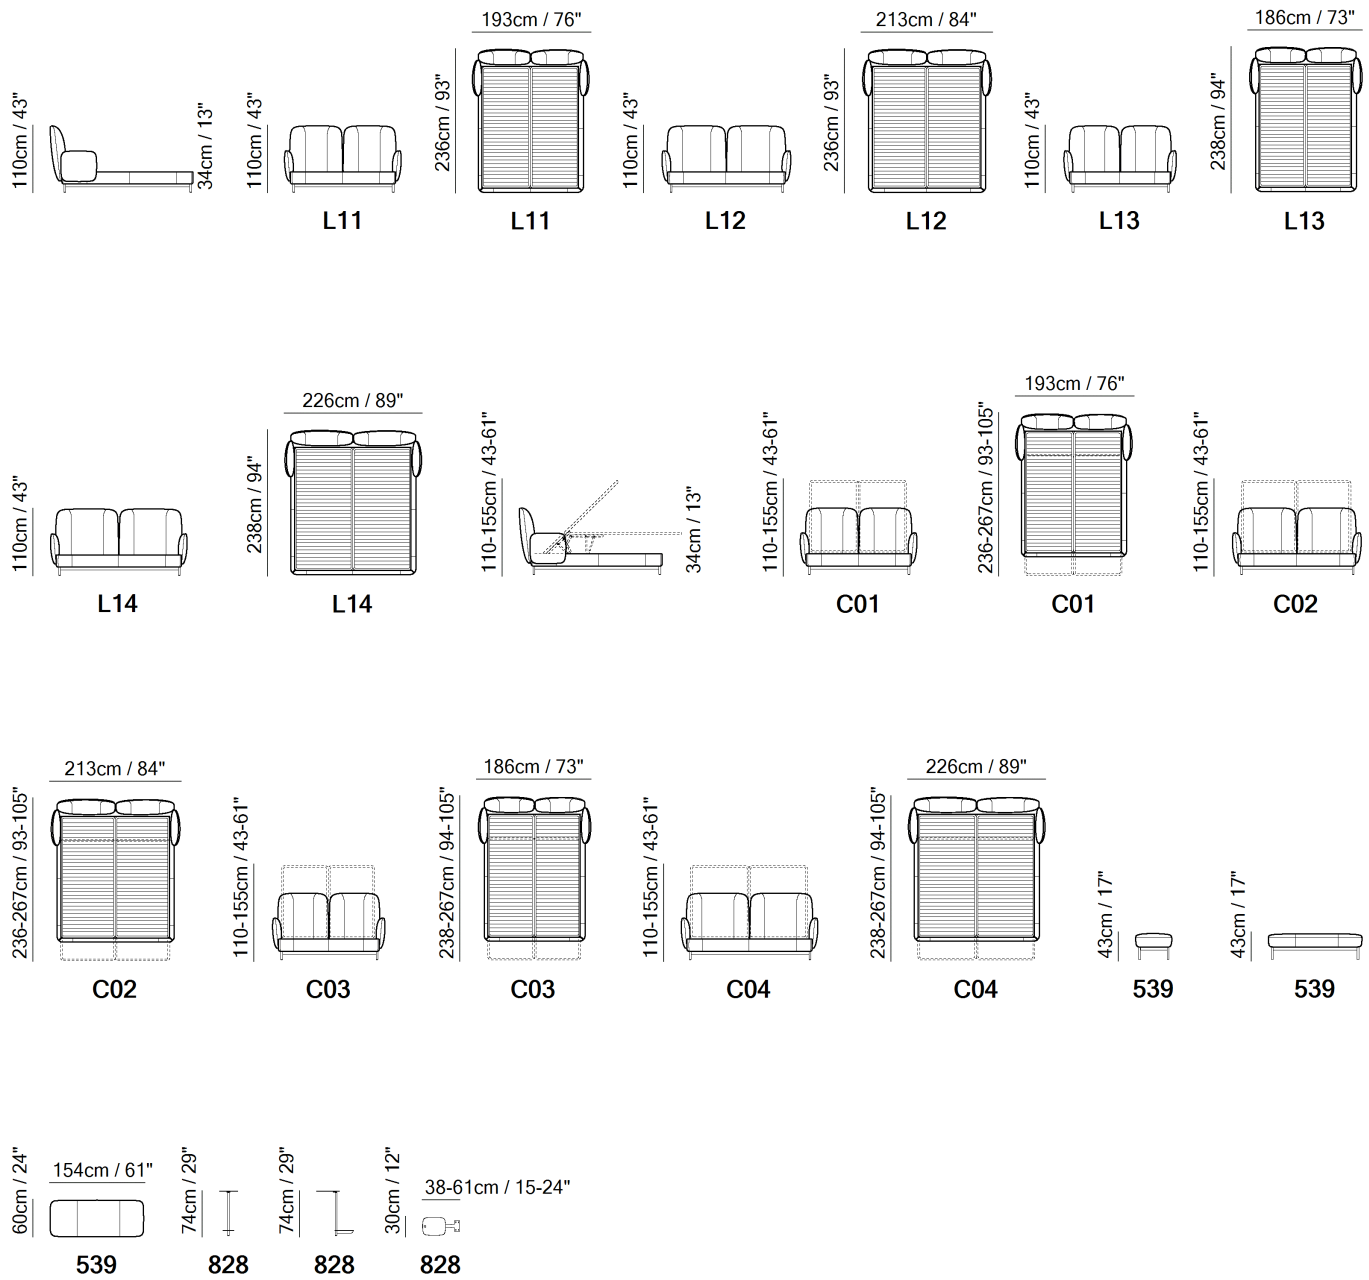 110cm / 43"
34cm / 13"
110cm / 43"
L11
193cm / 76"
236cm / 93"
L11
110cm / 43"
L12
213cm / 84"
236cm / 93"
L12
110cm / 43"
L13
186cm / 73"
238cm / 94"
L13
110cm / 43"
L14
226cm / 89"
238cm / 94"
L14
110-155cm / 43-61"
34cm / 13"
110-155cm / 43-61"
C01
193cm / 76"
236-267cm / 93-105"
C01
110-155cm / 43-61"
C02
213cm / 84"
236-267cm / 93-105"
C02
110-155cm / 43-61"
C03
186cm / 73"
238-267cm / 94-105"
C03
110-155cm / 43-61"
C04
226cm / 89"
238-267cm / 94-105"
C04
43cm / 17"
539
43cm / 17"
539
154cm / 61"
60cm / 24"
539
74cm / 29"
828
74cm / 29"
828
30cm / 12"
38-61cm / 15-24"
828